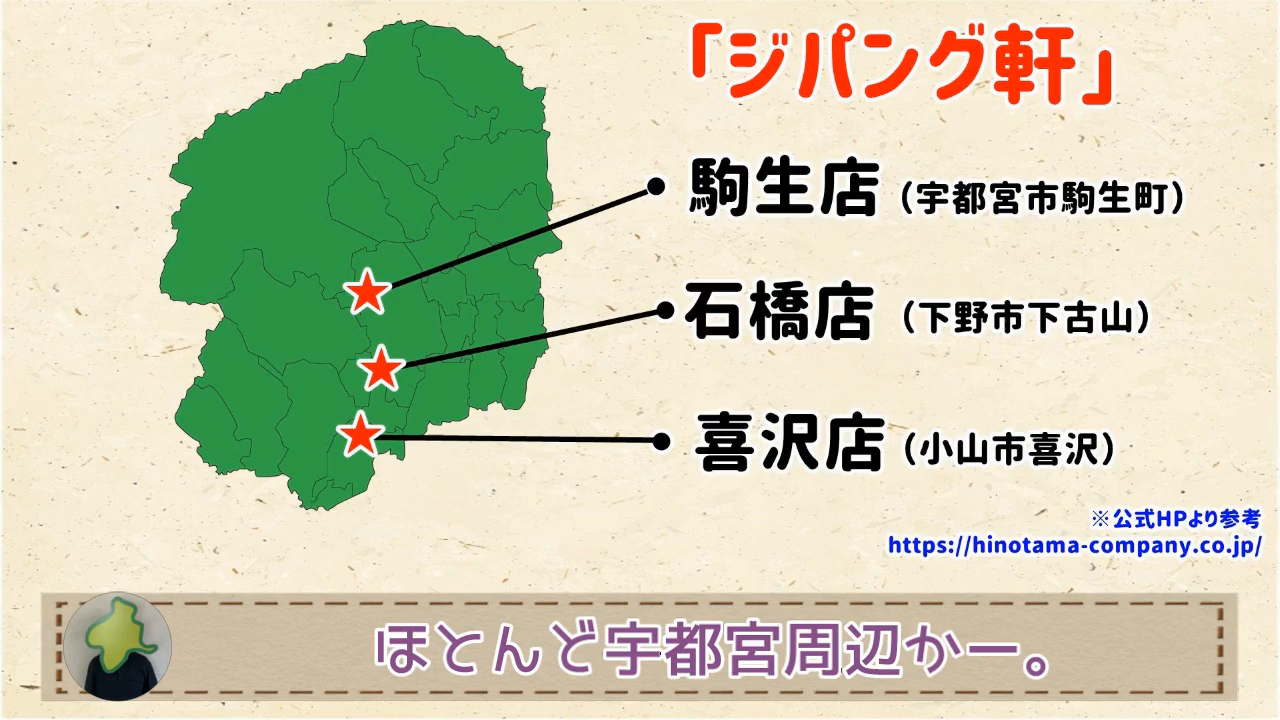 「ジパング軒」
駒生店（宇都宮市駒生町）
石橋店（下野市下古山）
喜沢店（小山市喜沢）
※公式HPより参考
https://hinotama-company.co.jp/
ほとんど宇都宮周辺かー。